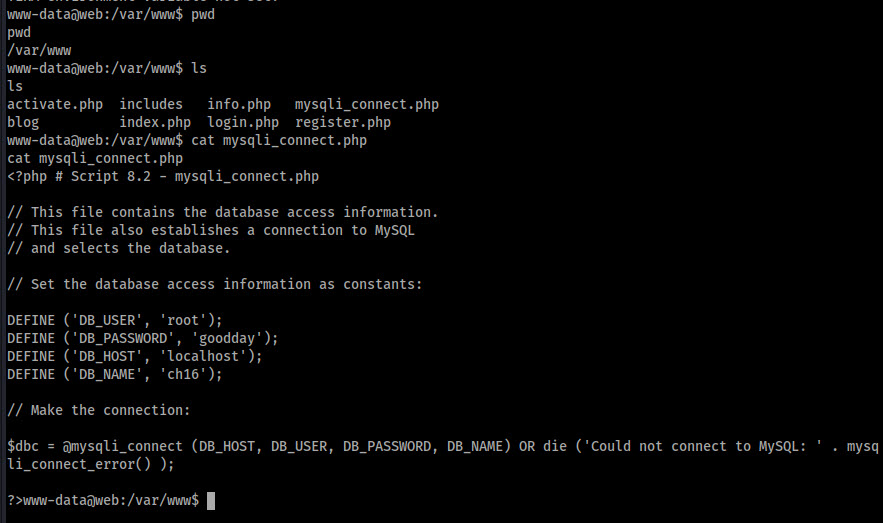 www-data@web:/var/www$ pwd
pwd
/var/www
www-data@web:/var/www$ ls
ls
activate.php  includes   info.php   mysqli_connect.php
blog          index.php  login.php  register.php
www-data@web:/var/www$ cat mysqli_connect.php
cat mysqli_connect.php
<?php # Script 8.2 - mysqli_connect.php
// This file contains the database access information.
// This file also establishes a connection to MySQL
// and selects the database.
// Set the database access information as constants:
DEFINE ('DB_USER', 'root');
DEFINE ('DB_PASSWORD', 'goodday');
DEFINE ('DB_HOST', 'localhost');
DEFINE ('DB_NAME', 'ch16');
// Make the connection:
$dbc = @mysqli_connect (DB_HOST, DB_USER, DB_PASSWORD, DB_NAME) OR die ('Could not connect to MySQL: ' . mysq
li_connect_error() );
?>www-data@web:/var/www$